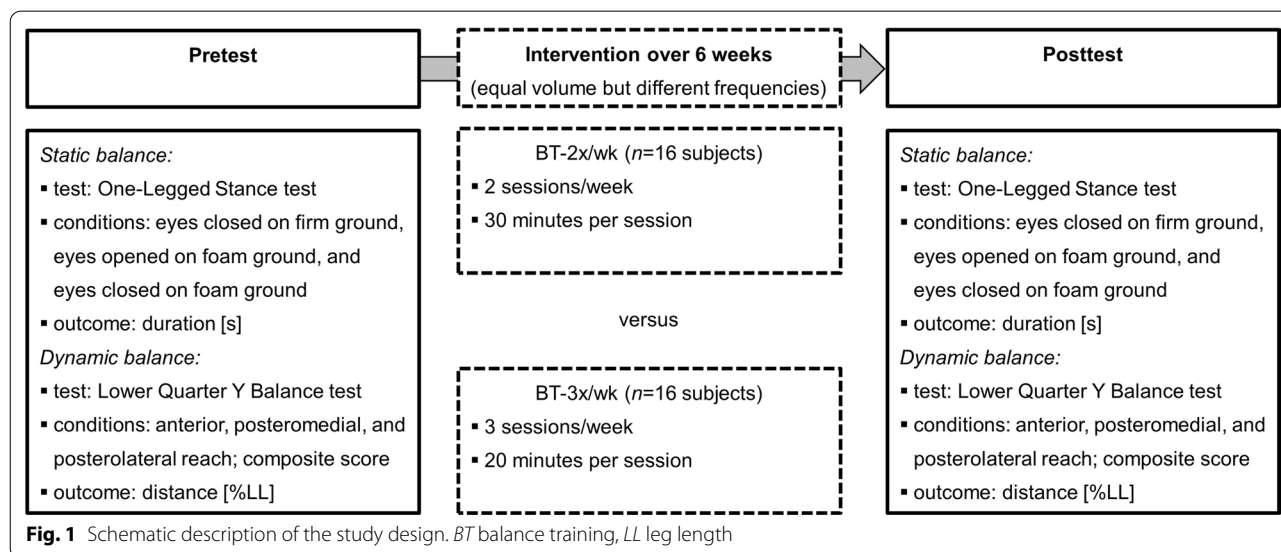 Pretest
Intervention over 6 weeks
(equal volume but different frequencies)
Posttest
Static balance:
▪ test: One-Legged Stance test
▪ conditions: eyes closed on firm ground,
eyes opened on foam ground, and
eyes closed on foam ground
▪ outcome: duration [s]
Dynamic balance:
▪ test: Lower Quarter Y Balance test
▪ conditions: anterior, posteromedial, and
posterolateral reach; composite score
▪ outcome: distance [%LL]
BT-2x/wk (n=16 subjects)
▪ 2 sessions/week
▪ 30 minutes per session
versus
BT-3x/wk (n=16 subjects)
▪ 3 sessions/week
▪ 20 minutes per session
Static balance:
▪ test: One-Legged Stance test
▪ conditions: eyes closed on firm ground,
eyes opened on foam ground, and
eyes closed on foam ground
▪ outcome: duration [s]
Dynamic balance:
▪ test: Lower Quarter Y Balance test
▪ conditions: anterior, posteromedial, and
posterolateral reach; composite score
▪ outcome: distance [%LL]
Fig. 1 Schematic description of the study design. BT balance training, LL leg length